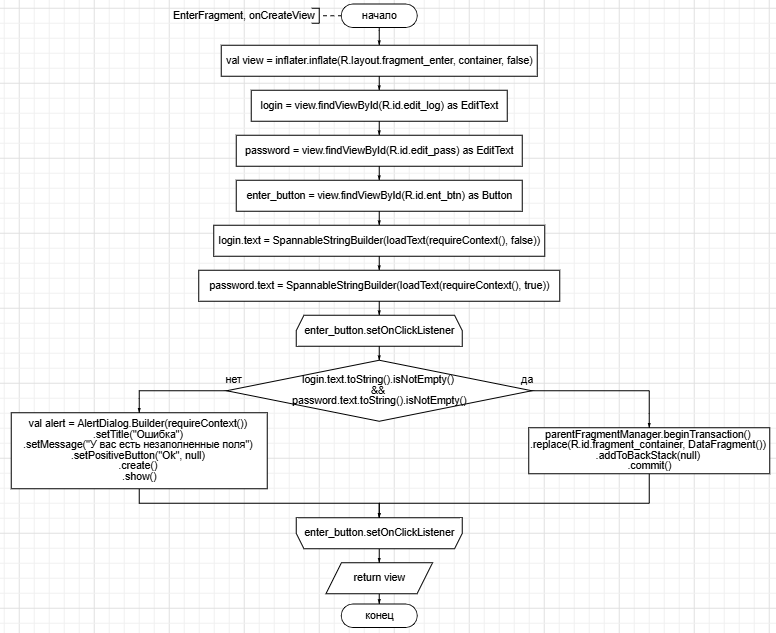 EnterFragment, onCreateView
начало
val view = inflater.inflate(R.layout.fragment_enter, container, false)
login = view.findViewById(R.id.edit_log) as EditText
password = view.findViewById(R.id.edit_pass) as EditText
enter_button = view.findViewById(R.id.ent_btn) as Button
login.text = SpannableStringBuilder(loadText(requireContext(), false))
password.text = SpannableStringBuilder(loadText(requireContext(), true))
enter_button.setOnClickListener
нет
login.text.toString().isNotEmpty()
&&
password.text.toString().isNotEmpty()
да
val alert = AlertDialog.Builder(requireContext())
.setTitle("Ошибка")
.setMessage("У вас есть незаполненные поля")
.setPositiveButton("Ok", null)
.create()
.show()
parentFragmentManager.beginTransaction()
.replace(R.id.fragment_container, DataFragment())
.addToBackStack(null)
.commit()
enter_button.setOnClickListener
return view
конец